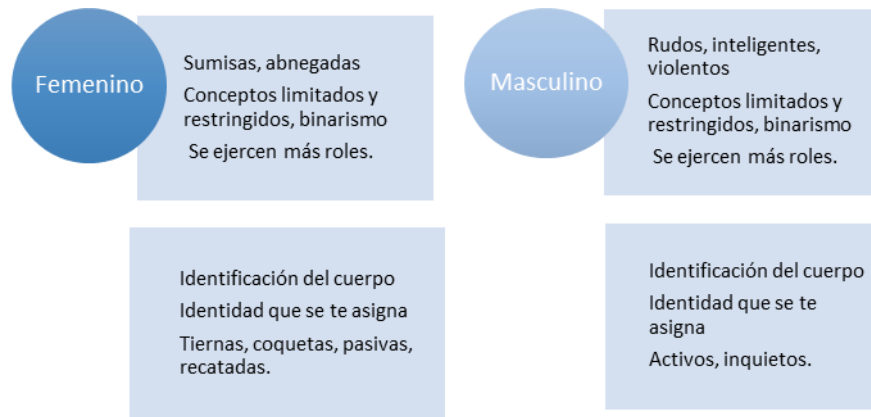 Femenino
Sumisas, abnegadas
Conceptos limitados y
restringidos, binarismo
Se ejercen más roles.
Identificación del cuerpo
Identidad que se te asigna
Tiernas, coquetas, pasivas,
recatadas.
Masculino
Rudos, inteligentes,
violentos
Conceptos limitados y
restringidos, binarismo
Se ejercen más roles.
Identificación del cuerpo
Identidad que se te
asigna
Activos, inquietos.